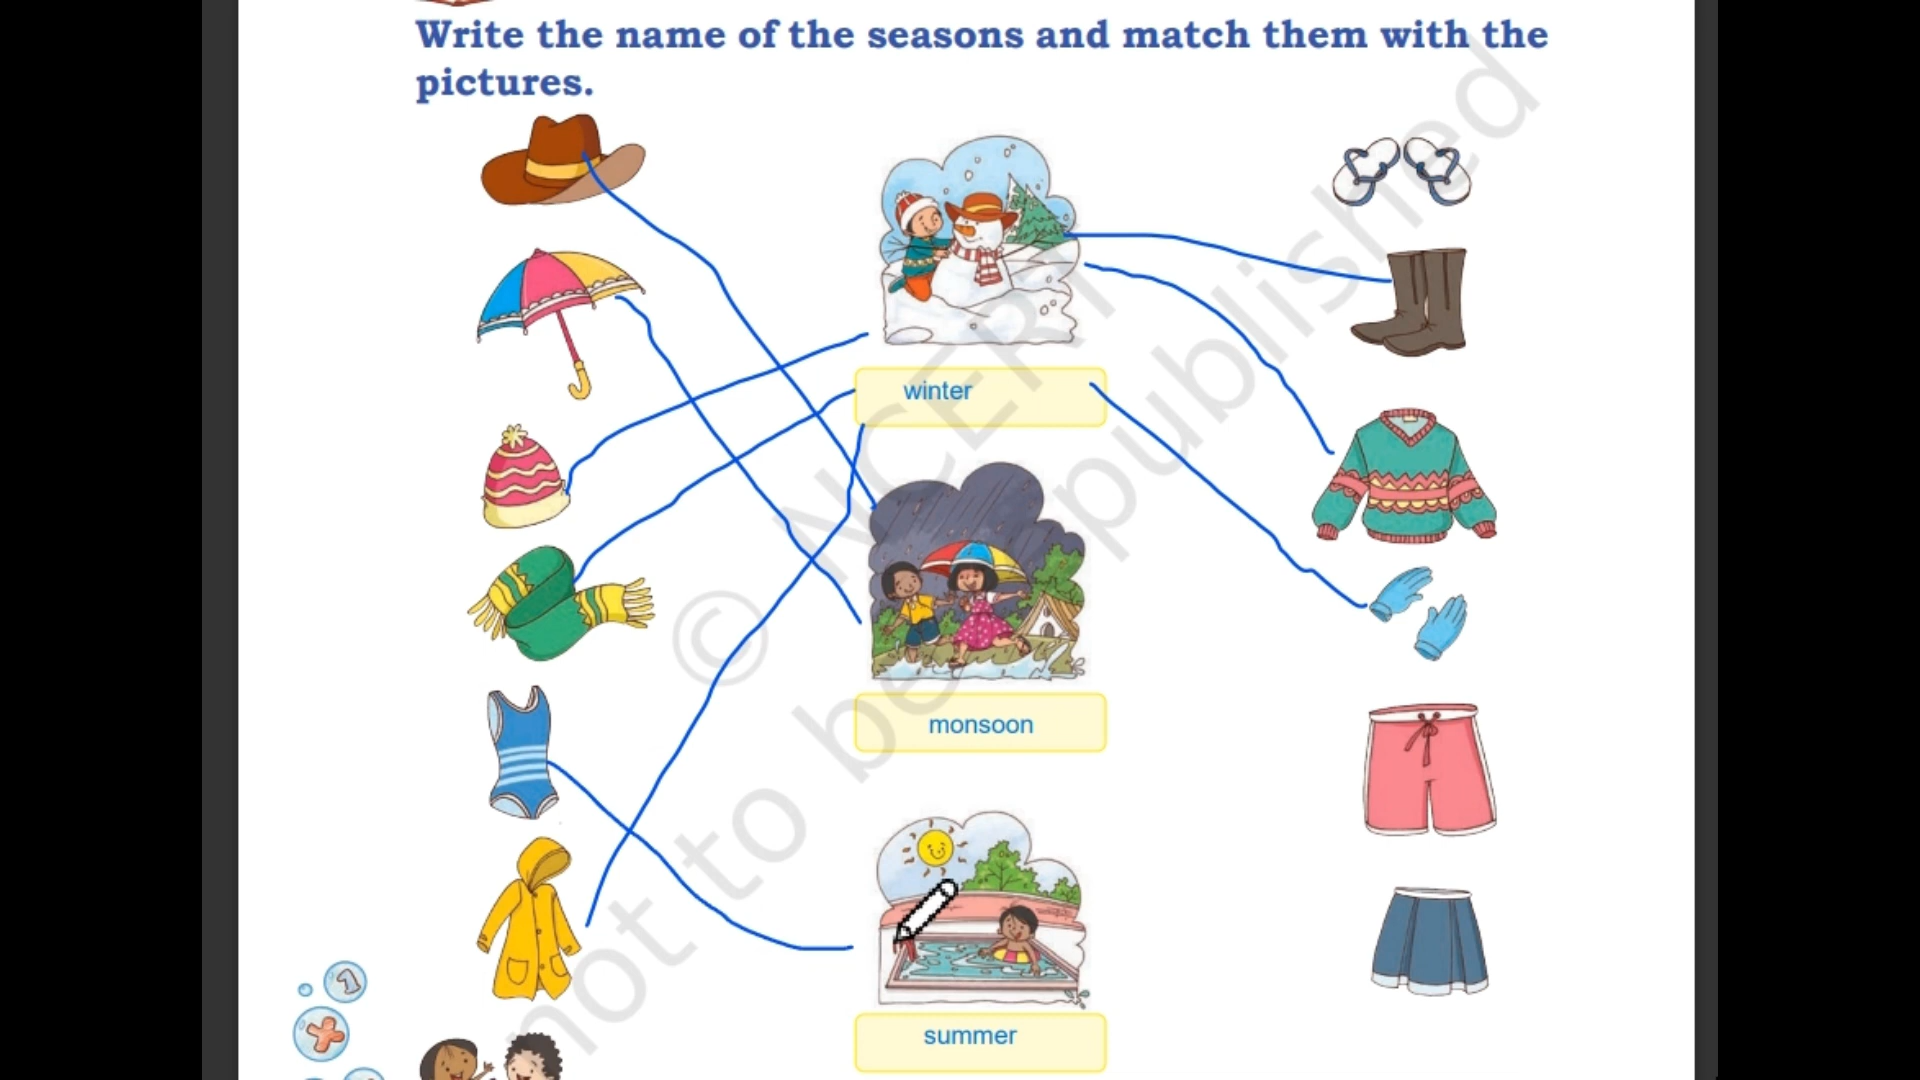 Write the name of the seasons and match them with the
pictures.
winter
monsoon
summer
© NCERT
not to be republished